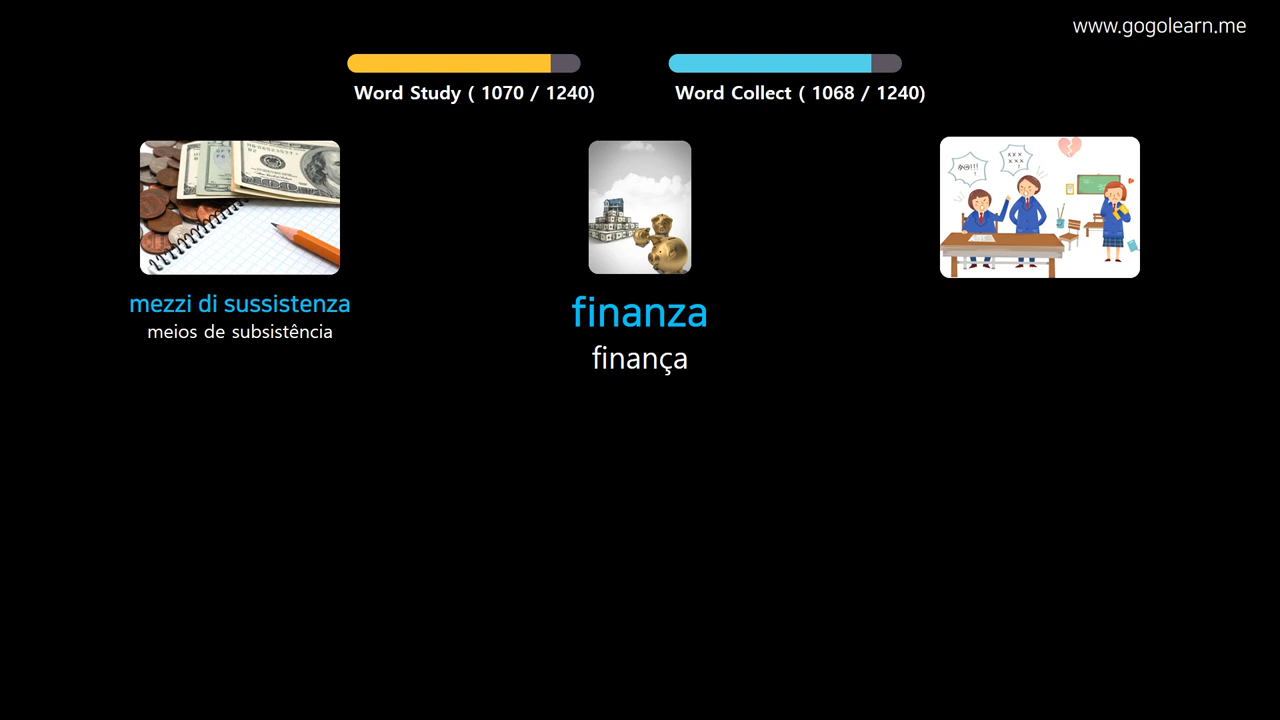 www.gogolearn.me
Word Study ( 1070 / 1240)
Word Collect ( 1068 / 1240)
mezzi di sussistenza
meios de subsistência
finanza
finança